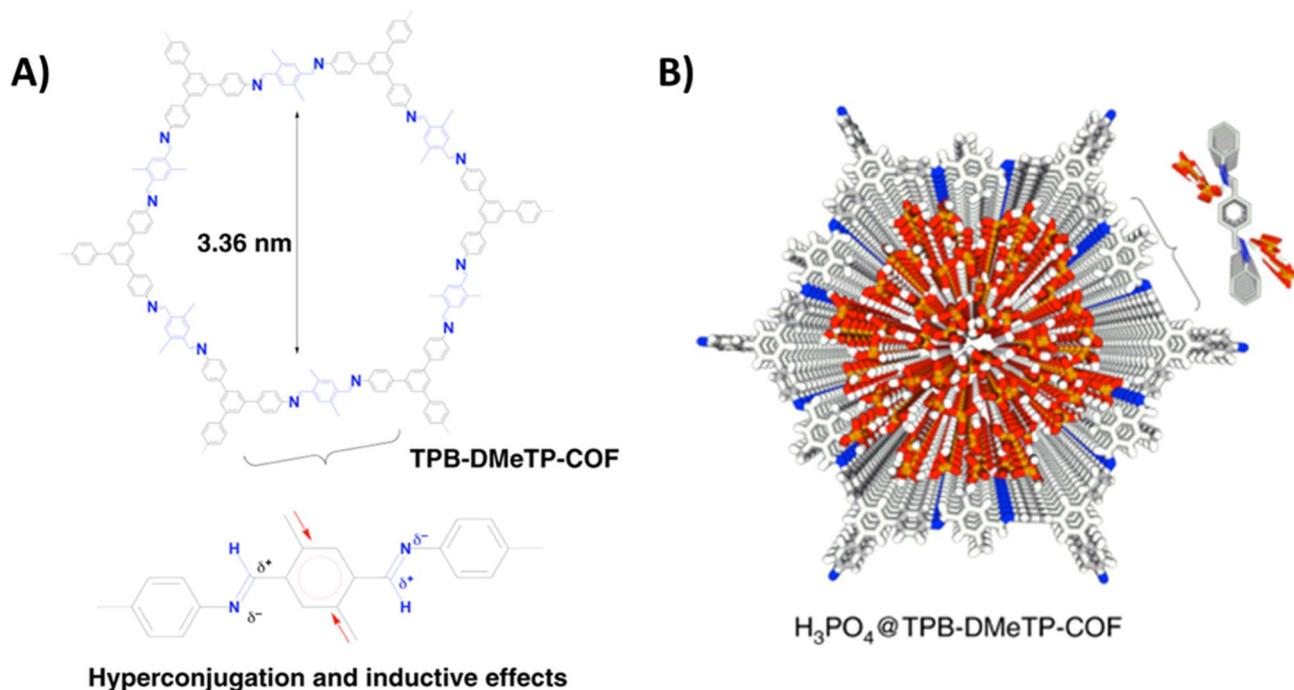 A)
N
N
N
N
N
N
N
N
N
N
N
N
3.36 nm
TPB-DMeTP-COF
H
δ⁺
N
δ⁻
N
δ⁻
δ⁺
H
Hyperconjugation and inductive effects
B)
H₃PO₄@TPB-DMeTP-COF